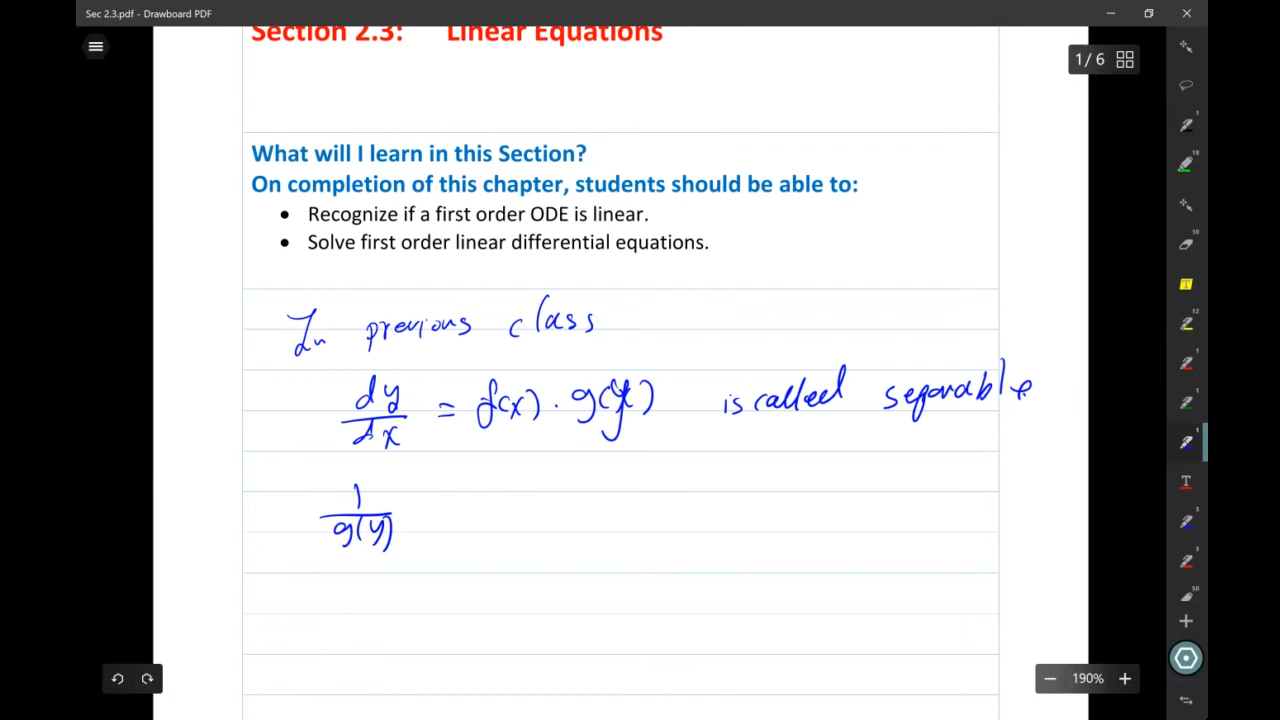 Sec 2.3.pdf - Drawboard PDF
Section 2.3: Linear Equations
1 / 6
What will I learn in this Section?
On completion of this chapter, students should be able to:
• Recognize if a first order ODE is linear.
• Solve first order linear differential equations.
In previous class
dy/dx = f(x) · g(y) is called separable
1/g(y)
190%